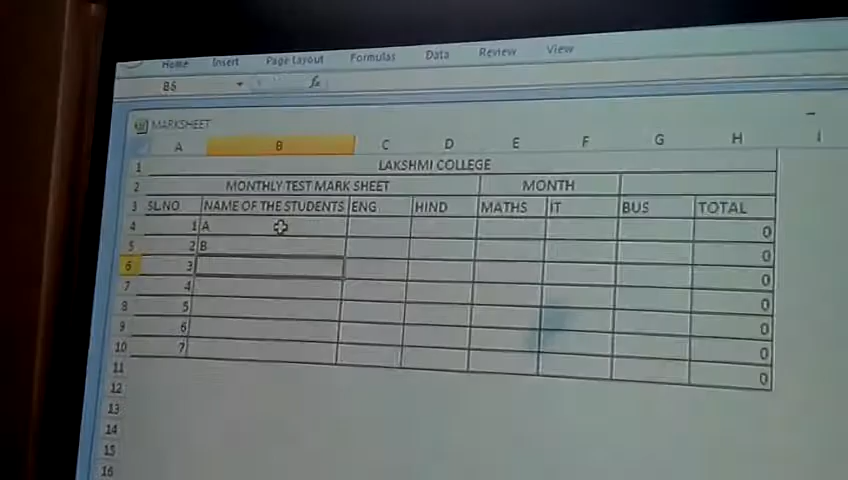 Home Insert Page Layout Formulas Data Review View
B6 fx
MARKSHEET
A B C D E F G H I
1 LAKSHMI COLLEGE
2 MONTHLY TEST MARK SHEET MONTH
3 SL.NO NAME OF THE STUDENTS ENG HIND MATHS IT BUS TOTAL
4 1 A 0
5 2 B 0
6 3 0
7 4 0
8 5 0
9 6 0
10 7 0
11
12
13
14
15
16